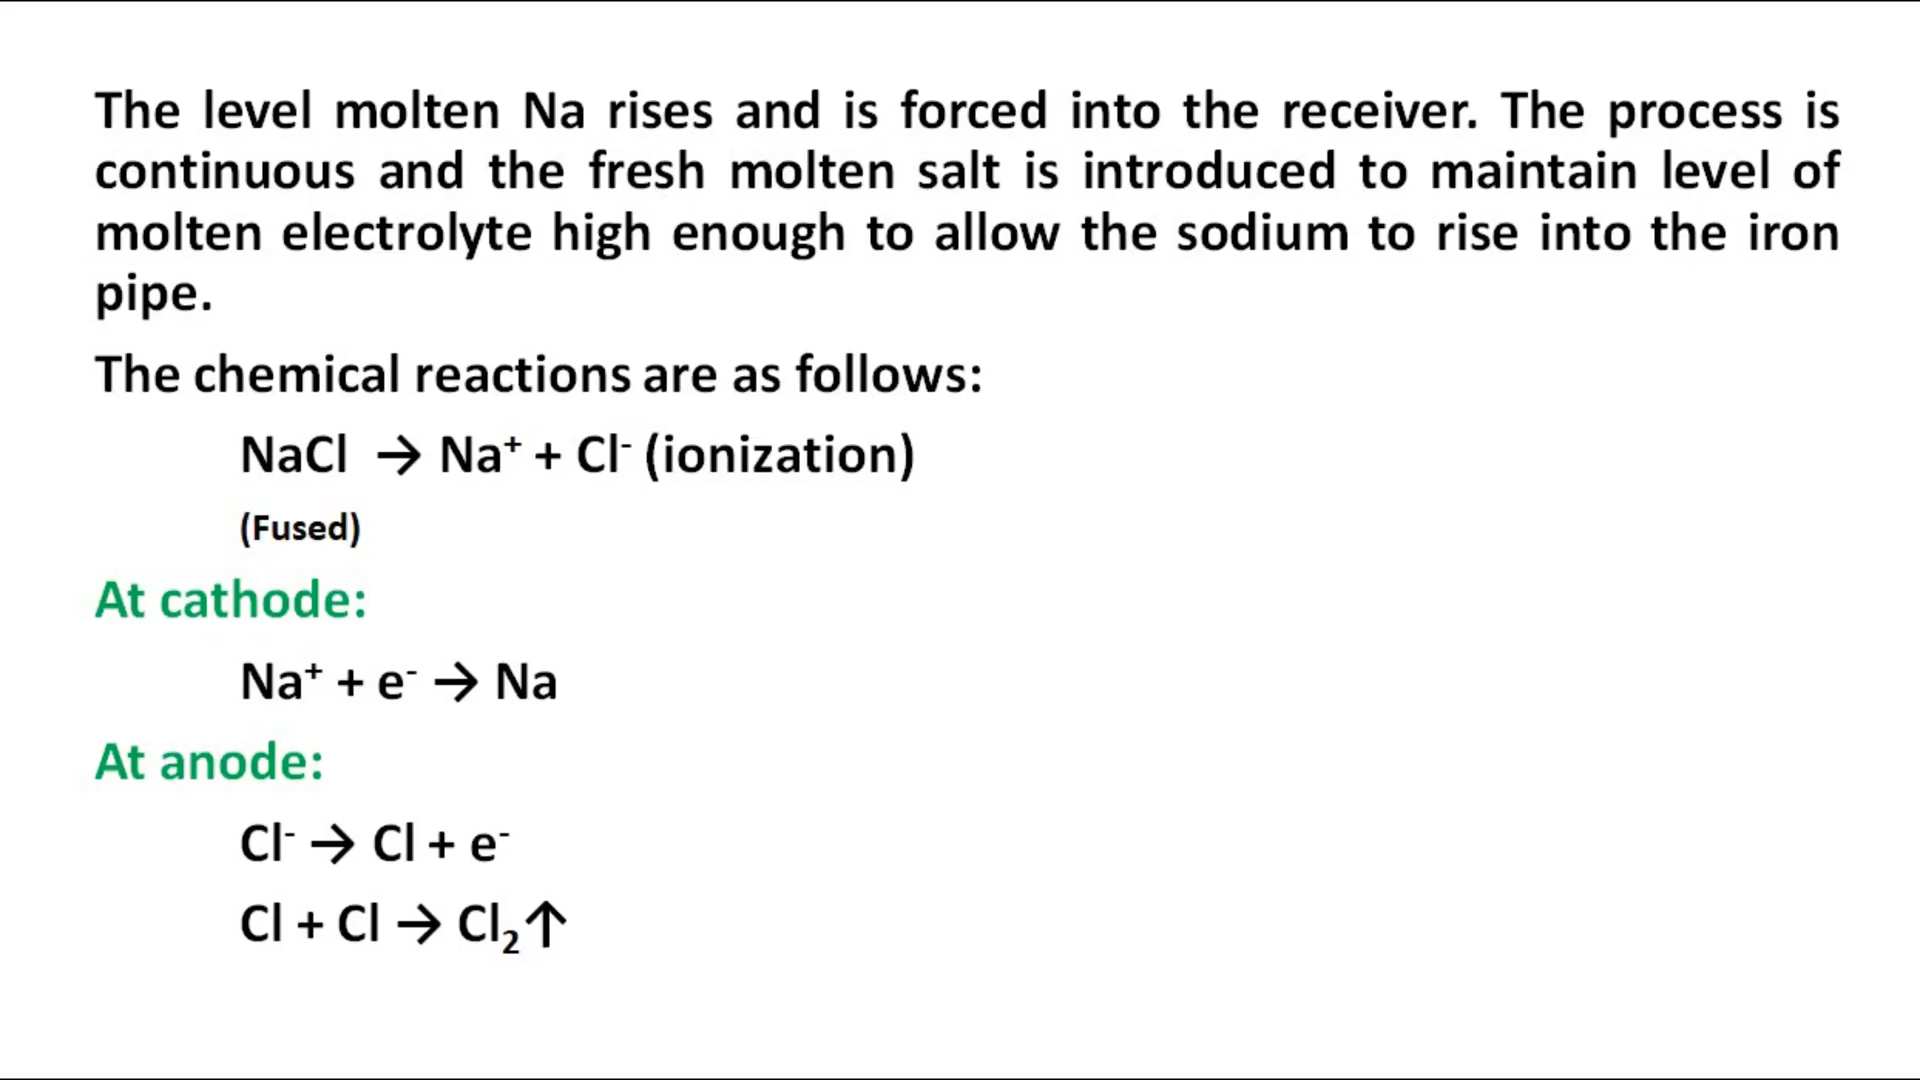 The level molten Na rises and is forced into the receiver. The process is
continuous and the fresh molten salt is introduced to maintain level of
molten electrolyte high enough to allow the sodium to rise into the iron
pipe.
The chemical reactions are as follows:
NaCl → Na⁺ + Cl⁻ (ionization)
(Fused)
At cathode:
Na⁺ + e⁻ → Na
At anode:
Cl⁻ → Cl + e⁻
Cl + Cl → Cl₂↑